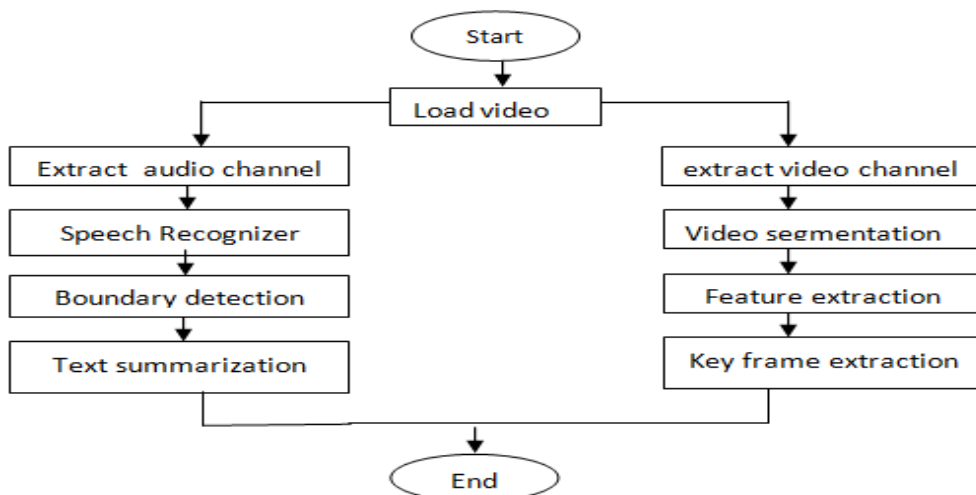 Start
Load video
Extract audio channel
extract video channel
Speech Recognizer
Video segmentation
Boundary detection
Feature extraction
Text summarization
Key frame extraction
End